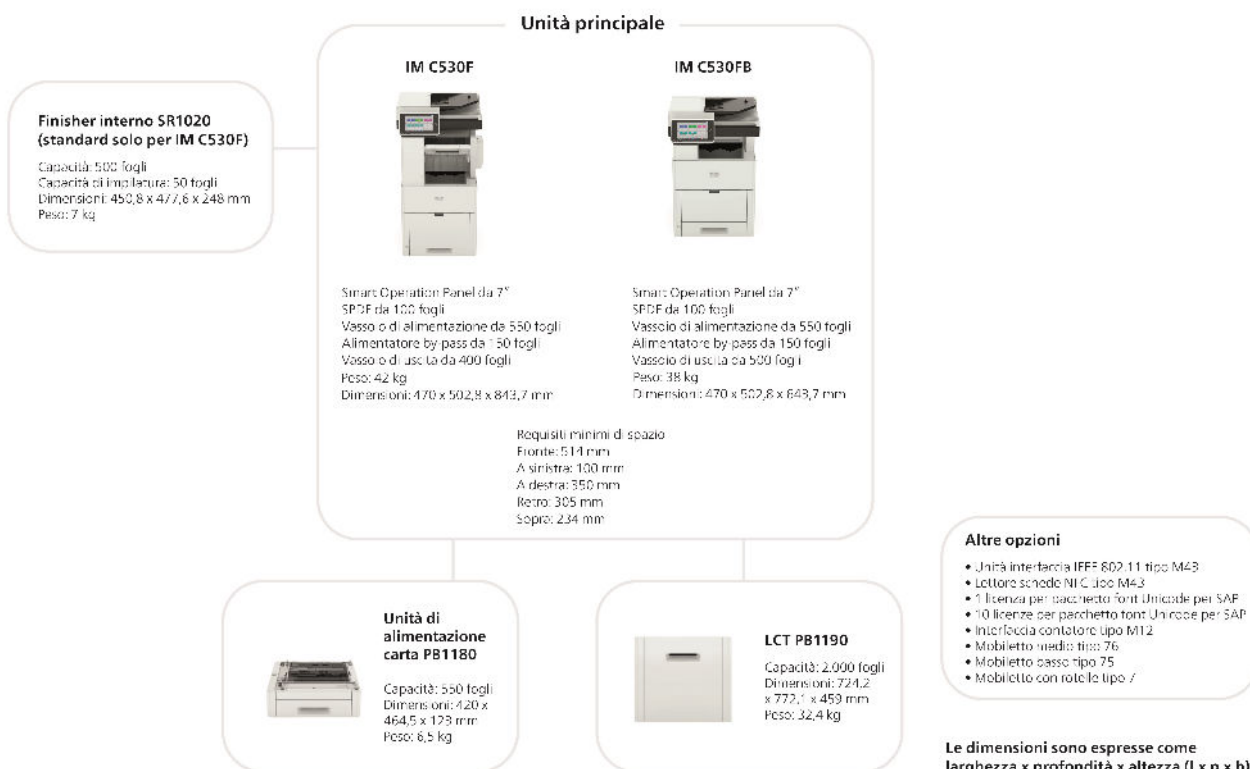 Unità principale
IM C530F
IM C530FB
Finisher interno SR1020
(standard solo per IM C530F)
Capacità: 500 fogli
Capacità di impilatura: 50 fogli
Dimensioni: 450,8 x 477,6 x 248 mm
Peso: 7 kg
Smart Operation Panel da 7"
SPDF da 100 fogli
Vassoio di alimentazione da 550 fogli
Alimentatore by-pass da 150 fogli
Vassoio di uscita da 400 fogli
Peso: 42 kg
Dimensioni: 470 x 502,8 x 843,7 mm
Smart Operation Panel da 7"
SPDF da 100 fogli
Vassoio di alimentazione da 550 fogli
Alimentatore by-pass da 150 fogli
Vassoio di uscita da 500 fogli
Peso: 38 kg
Dimensioni: 470 x 502,8 x 643,7 mm
Requisiti minimi di spazio
Fronte: 514 mm
A sinistra: 100 mm
A destra: 350 mm
Retro: 305 mm
Sopra: 234 mm
Unità di
alimentazione
carta PB1180
Capacità: 550 fogli
Dimensioni: 420 x
464,5 x 123 mm
Peso: 6,5 kg
LCT PB1190
Capacità: 2.000 fogli
Dimensioni: 724,2
x 772,1 x 459 mm
Peso: 32,4 kg
Altre opzioni
• Unità interfaccia IEEE 802.11 tipo M43
• Lettore schede NFC tipo M43
• 1 licenza per pacchetto font Unicode per SAP
• 10 licenze per pacchetto font Unicode per SAP
• Interfaccia contatore tipo M12
• Mobiletto medio tipo 76
• Mobiletto basso tipo 75
• Mobiletto con rotelle tipo 7
Le dimensioni sono espresse come
larghezza x profondità x altezza (l x p x h)